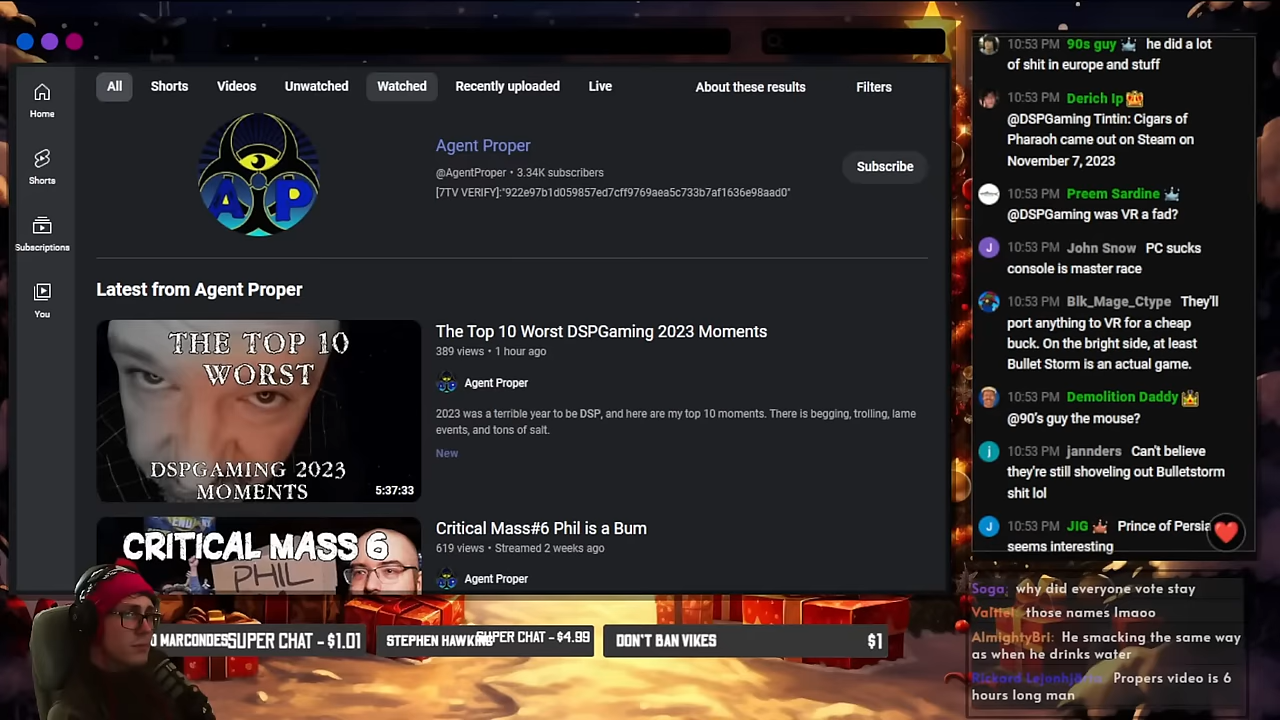 Home
Shorts
Subscriptions
You
All Shorts Videos Unwatched Watched Recently uploaded Live About these results Filters
AP
Agent Proper
@AgentProper • 3.34K subscribers
[7TV VERIFY]:"922e97b1d059857ed7cff9769aea5c733b7af1636e98aad0"
Subscribe
Latest from Agent Proper
THE TOP 10
WORST
DSPGAMING 2023
MOMENTS
5:37:33
The Top 10 Worst DSPGaming 2023 Moments
389 views • 1 hour ago
Agent Proper
2023 was a terrible year to be DSP, and here are my top 10 moments. There is begging, trolling, lame
events, and tons of salt.
New
CRITICAL MASS 6
PHIL
Critical Mass#6 Phil is a Bum
619 views • Streamed 2 weeks ago
Agent Proper
MARCONDES SUPER CHAT - $1.01
STEPHEN HAWKING SUPER CHAT - $4.99
DON'T BAN VIKES $1
10:53 PM 90s guy he did a lot
of shit in europe and stuff
10:53 PM Derich Ip
@DSPGaming Tintin: Cigars of
Pharaoh came out on Steam on
November 7, 2023
10:53 PM Preem Sardine
@DSPGaming was VR a fad?
J 10:53 PM John Snow PC sucks
console is master race
10:53 PM Blk_Mage_Ctype They'll
port anything to VR for a cheap
buck. On the bright side, at least
Bullet Storm is an actual game.
10:53 PM Demolition Daddy
@90's guy the mouse?
j 10:53 PM jannders Can't believe
they're still shoveling out Bulletstorm
shit lol
J 10:53 PM JIG Prince of Persia
seems interesting
Soga: why did everyone vote stay
those names lmaoo
AlmightyBri: He smacking the same way
as when he drinks water
Propers video is 6
hours long man